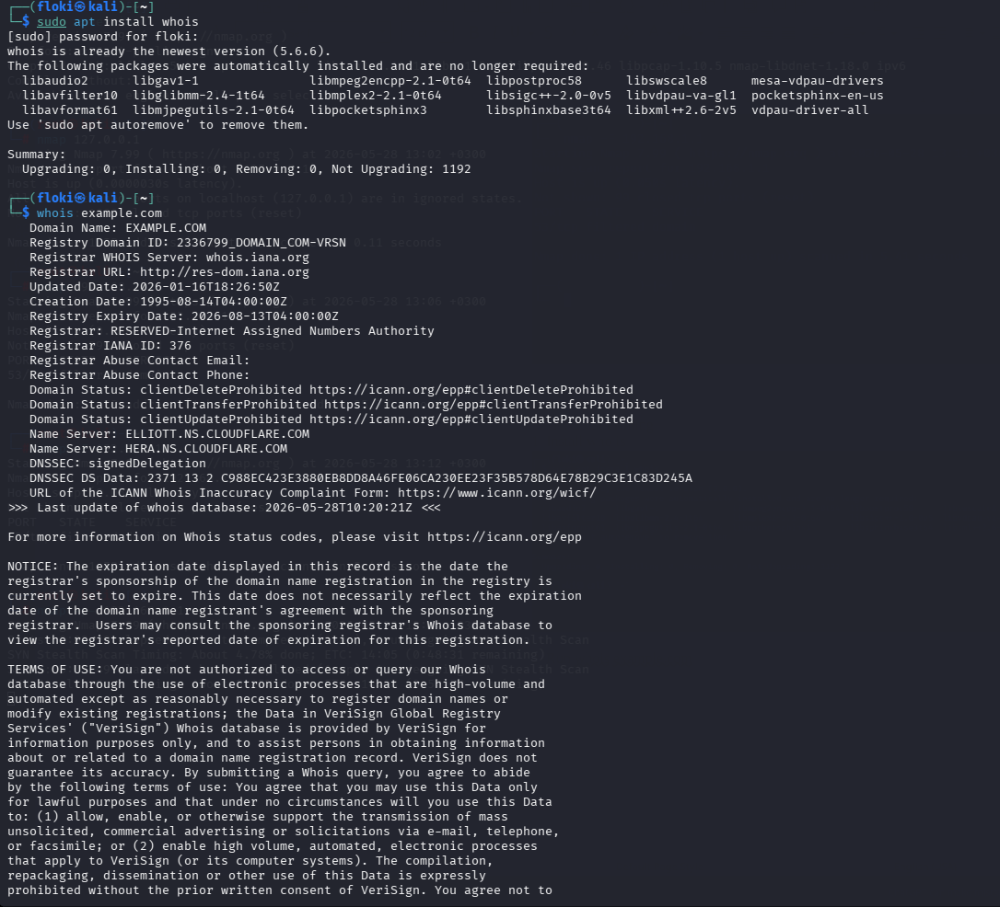 ┌──(floki㉿kali)-[~]
└─$ sudo apt install whois
[sudo] password for floki:
whois is already the newest version (5.6.6).
The following packages were automatically installed and are no longer required:
  libaudio2      libgav1-1               libmpeg2encpp-2.1-0t64  libpostproc58      libswscale8      mesa-vdpau-drivers
  libavfilter10  libglibmm-2.4-1t64      libmplex2-2.1-0t64      libsigc++-2.0-0v5  libvdpau-va-gl1  pocketsphinx-en-us
  libavformat61  libmjpegutils-2.1-0t64  libpocketsphinx3        libsphinxbase3t64  libxml++2.6-2v5  vdpau-driver-all
Use 'sudo apt autoremove' to remove them.
Summary:
  Upgrading: 0, Installing: 0, Removing: 0, Not Upgrading: 1192
┌──(floki㉿kali)-[~]
└─$ whois example.com
   Domain Name: EXAMPLE.COM
   Registry Domain ID: 2336799_DOMAIN_COM-VRSN
   Registrar WHOIS Server: whois.iana.org
   Registrar URL: http://res-dom.iana.org
   Updated Date: 2026-01-16T18:26:50Z
   Creation Date: 1995-08-14T04:00:00Z
   Registry Expiry Date: 2026-08-13T04:00:00Z
   Registrar: RESERVED-Internet Assigned Numbers Authority
   Registrar IANA ID: 376
   Registrar Abuse Contact Email:
   Registrar Abuse Contact Phone:
   Domain Status: clientDeleteProhibited https://icann.org/epp#clientDeleteProhibited
   Domain Status: clientTransferProhibited https://icann.org/epp#clientTransferProhibited
   Domain Status: clientUpdateProhibited https://icann.org/epp#clientUpdateProhibited
   Name Server: ELLIOTT.NS.CLOUDFLARE.COM
   Name Server: HERA.NS.CLOUDFLARE.COM
   DNSSEC: signedDelegation
   DNSSEC DS Data: 2371 13 2 C988EC423E3880EB8DD8A46FE06CA230EE23F35B578D64E78B29C3E1C83D245A
   URL of the ICANN Whois Inaccuracy Complaint Form: https://www.icann.org/wicf/
>>> Last update of whois database: 2026-05-28T10:20:21Z <<<
For more information on Whois status codes, please visit https://icann.org/epp
NOTICE: The expiration date displayed in this record is the date the
registrar's sponsorship of the domain name registration in the registry is
currently set to expire. This date does not necessarily reflect the expiration
date of the domain name registrant's agreement with the sponsoring
registrar.  Users may consult the sponsoring registrar's Whois database to
view the registrar's reported date of expiration for this registration.
TERMS OF USE: You are not authorized to access or query our Whois
database through the use of electronic processes that are high-volume and
automated except as reasonably necessary to register domain names or
modify existing registrations; the Data in VeriSign Global Registry
Services' ("VeriSign") Whois database is provided by VeriSign for
information purposes only, and to assist persons in obtaining information
about or related to a domain name registration record. VeriSign does not
guarantee its accuracy. By submitting a Whois query, you agree to abide
by the following terms of use: You agree that you may use this Data only
for lawful purposes and that under no circumstances will you use this Data
to: (1) allow, enable, or otherwise support the transmission of mass
unsolicited, commercial advertising or solicitations via e-mail, telephone,
or facsimile; or (2) enable high volume, automated, electronic processes
that apply to VeriSign (or its computer systems). The compilation,
repackaging, dissemination or other use of this Data is expressly
prohibited without the prior written consent of VeriSign. You agree not to